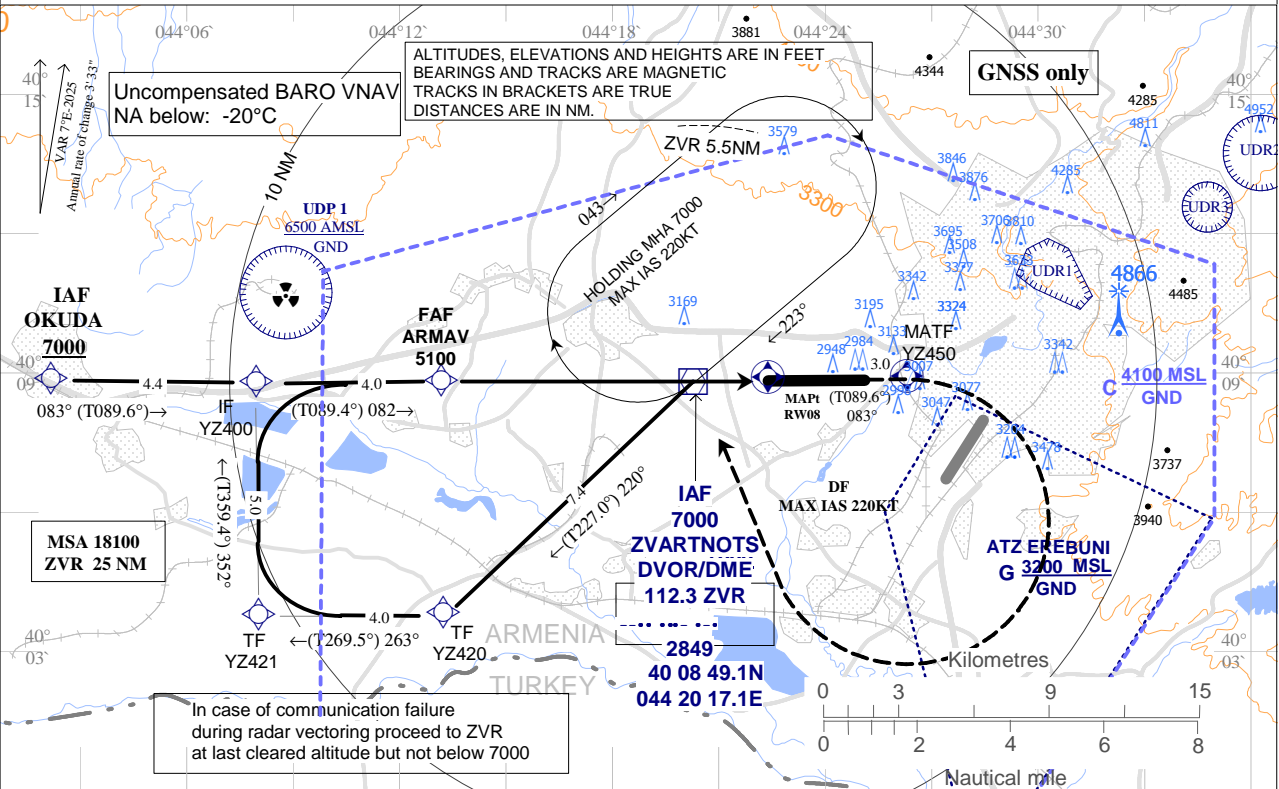 044°06
044°12
044°18
044°24
044°30
3881
4344
4285
4811
4952
40°
15`
40°
15`
VAR 7°E-2025
Annual rate of change 3' 33"
Uncompensated BARO VNAV
NA below: -20°C
ALTITUDES, ELEVATIONS AND HEIGHTS ARE IN FEET
BEARINGS AND TRACKS ARE MAGNETIC
TRACKS IN BRACKETS ARE TRUE
DISTANCES ARE IN NM.
GNSS only
10 NM
ZVR 5.5NM
3579
3846
3876
4285
UDR2
UDR3
UDP 1
6500 AMSL
GND
043→
3300
HOLDING MHA 7000
MAX IAS 220KT
←223°
3695
3508
3706
3810
3377
UDR1
4866
4485
3342
3169
3195
3324
3133
2948
2984
3342
IAF
OKUDA
7000
FAF
ARMAV
5100
MATF
YZ450
40°
09`
40°
09
4.4
4.0
3.0
083° (T089.6°)→
(T089.4°) 082→
IF
YZ400
MAPt
RW08
(T089.6°
083°
3047
3077
3478
C 4100 MSL
GND
3737
3940
5.0
←(T359.4°) 352°
7.4
←(T227.0°) 220°
DF
MAX IAS 220KT
MSA 18100
ZVR 25 NM
IAF
7000
ZVARTNOTS
DVOR/DME
112.3 ZVR
2849
40 08 49.1N
044 20 17.1E
ATZ EREBUNI
G 3200 MSL
GND
4.0
←(T269.5°) 263°
TF
YZ421
TF
YZ420
ARMENIA
TURKEY
40°
03`
40°
03`
In case of communication failure
during radar vectoring proceed to ZVR
at last cleared altitude but not below 7000
Kilometres
0 3 9 15
0 2 4 6 8
Nautical mile